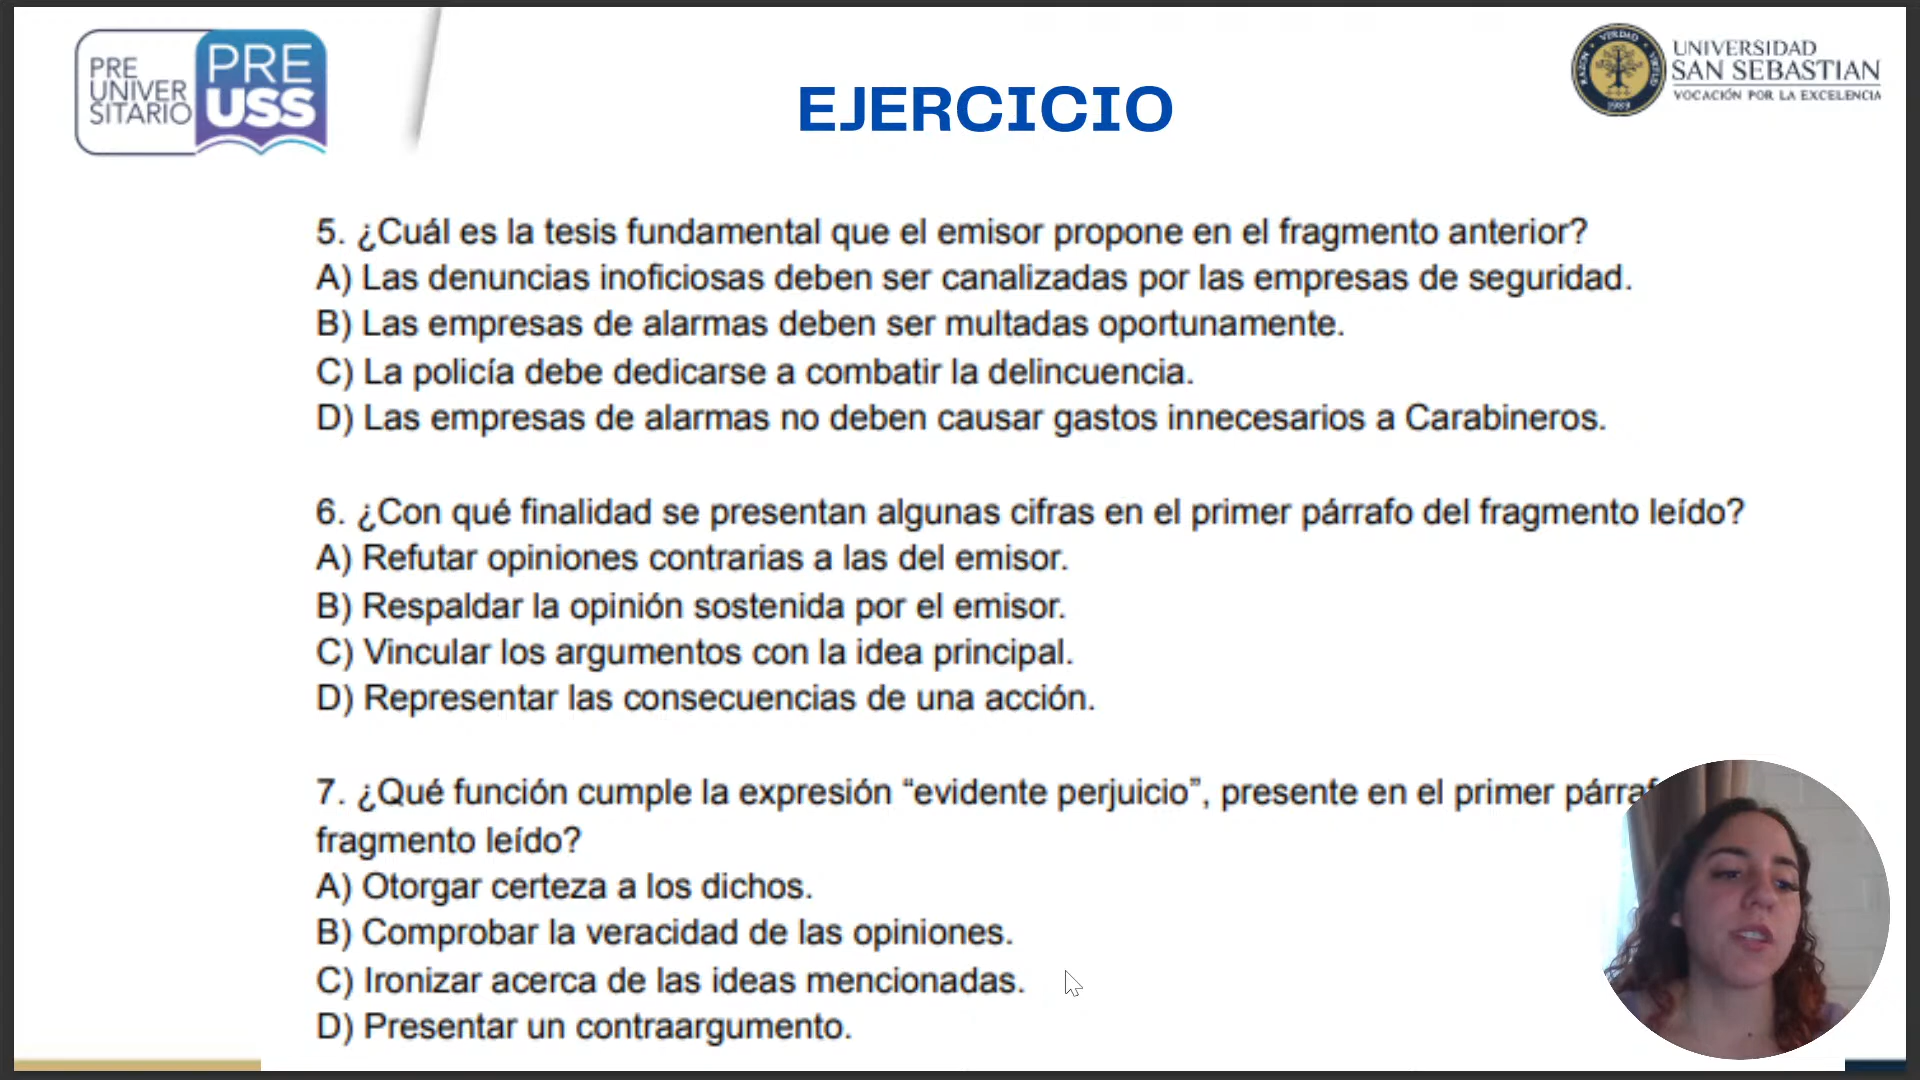 PRE
UNIVER
SITARIO
PRE
USS
EJERCICIO
VERDAD
1989
UNIVERSIDAD
SAN SEBASTIAN
VOCACIÓN POR LA EXCELENCIA
5. ¿Cuál es la tesis fundamental que el emisor propone en el fragmento anterior?
A) Las denuncias inoficiosas deben ser canalizadas por las empresas de seguridad.
B) Las empresas de alarmas deben ser multadas oportunamente.
C) La policía debe dedicarse a combatir la delincuencia.
D) Las empresas de alarmas no deben causar gastos innecesarios a Carabineros.
6. ¿Con qué finalidad se presentan algunas cifras en el primer párrafo del fragmento leído?
A) Refutar opiniones contrarias a las del emisor.
B) Respaldar la opinión sostenida por el emisor.
C) Vincular los argumentos con la idea principal.
D) Representar las consecuencias de una acción.
7. ¿Qué función cumple la expresión “evidente perjuicio”, presente en el primer
fragmento leído?
A) Otorgar certeza a los dichos.
B) Comprobar la veracidad de las opiniones.
C) Ironizar acerca de las ideas mencionadas.
D) Presentar un contraargumento.